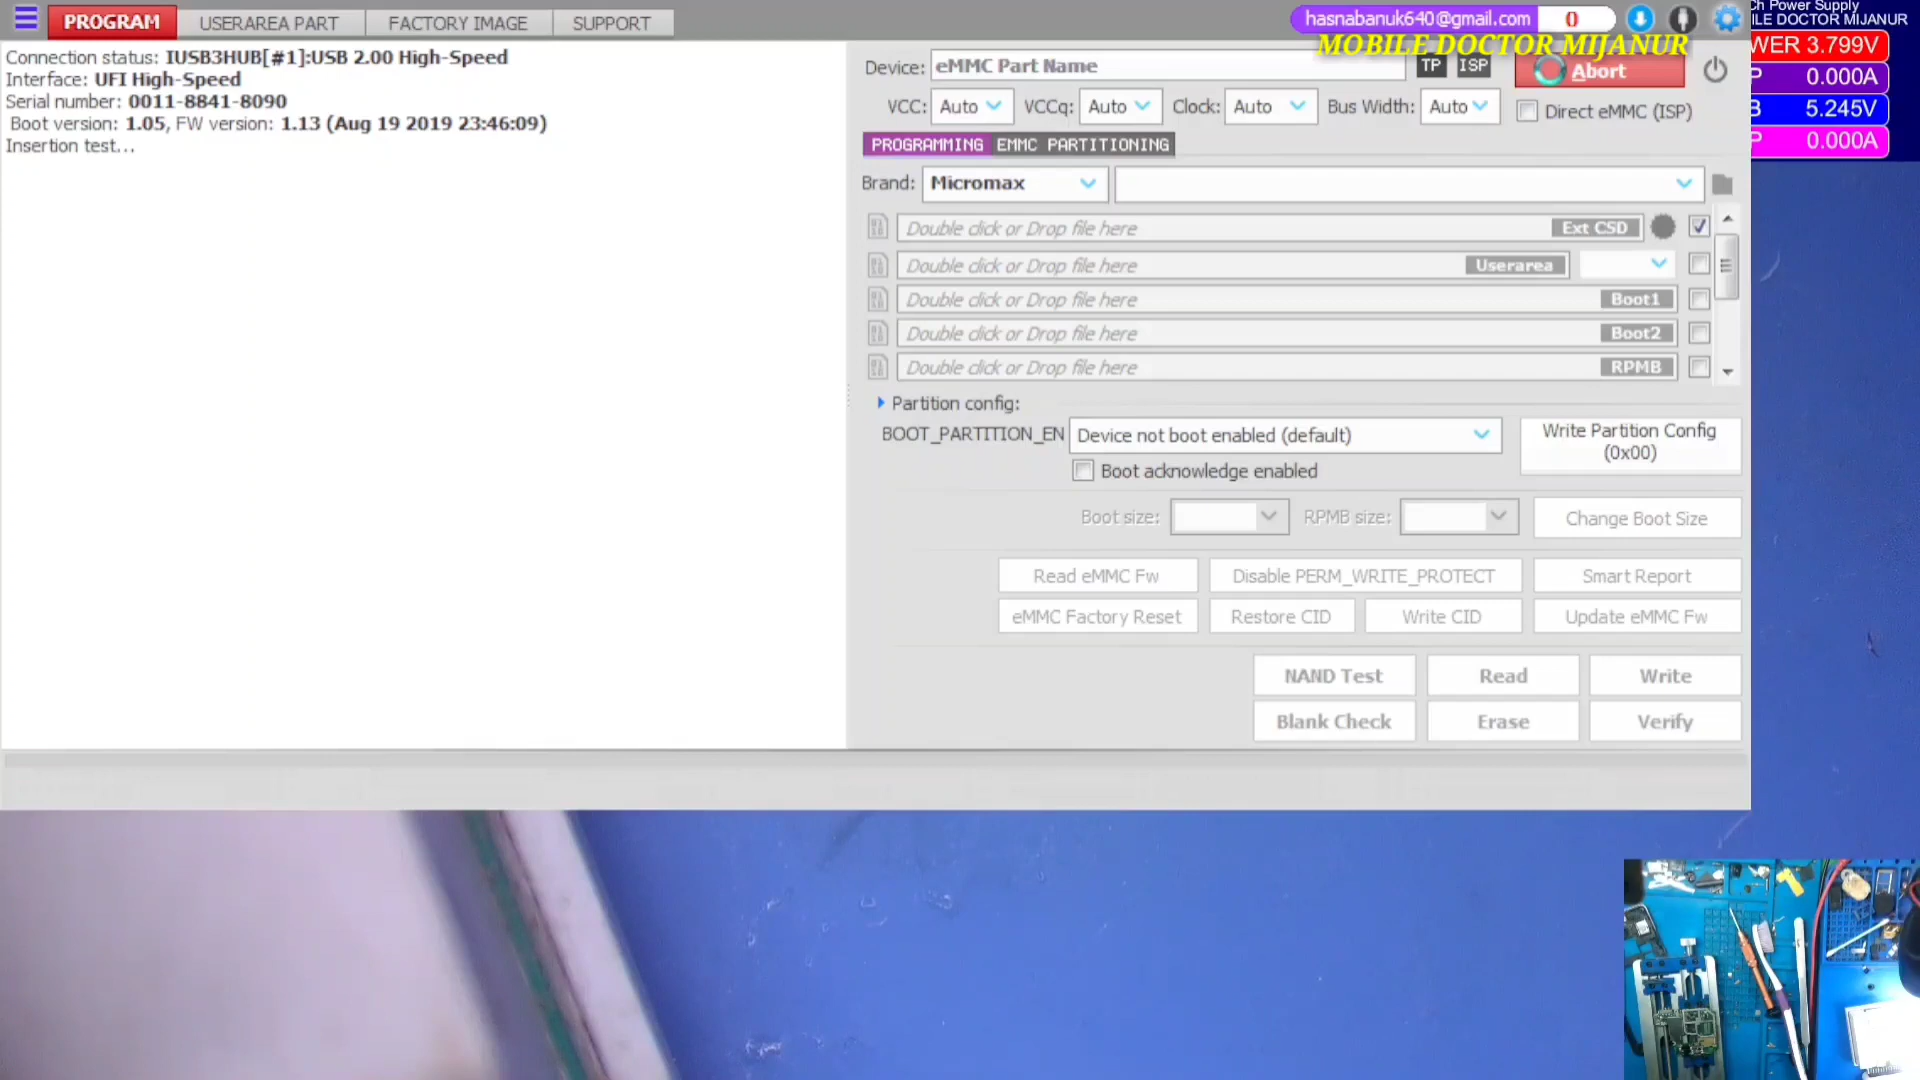 PROGRAM USERAREA PART FACTORY IMAGE SUPPORT
hasnabanuk640@gmail.com 0
MOBILE DOCTOR MIJANUR
Connection status: IUSB3HUB[#1]:USB 2.00 High-Speed
Interface: UFI High-Speed
Serial number: 0011-8841-8090
Boot version: 1.05, FW version: 1.13 (Aug 19 2019 23:46:09)
Insertion test...
Device: eMMC Part Name TP ISP Abort
VCC: Auto VCCq: Auto Clock: Auto Bus Width: Auto Direct eMMC (ISP)
PROGRAMMING EMMC PARTITIONING
Brand: Micromax
Double click or Drop file here Ext CSD
Double click or Drop file here Userarea
Double click or Drop file here Boot1
Double click or Drop file here Boot2
Double click or Drop file here RPMB
Partition config:
BOOT_PARTITION_EN Device not boot enabled (default)
Write Partition Config
(0x00)
Boot acknowledge enabled
Boot size: RPMB size: Change Boot Size
Read eMMC Fw Disable PERM_WRITE_PROTECT Smart Report
eMMC Factory Reset Restore CID Write CID Update eMMC Fw
NAND Test Read Write
Blank Check Erase Verify
ch Power Supply
ILE DOCTOR MIJANUR
WER 3.799V
P 0.000A
B 5.245V
P 0.000A